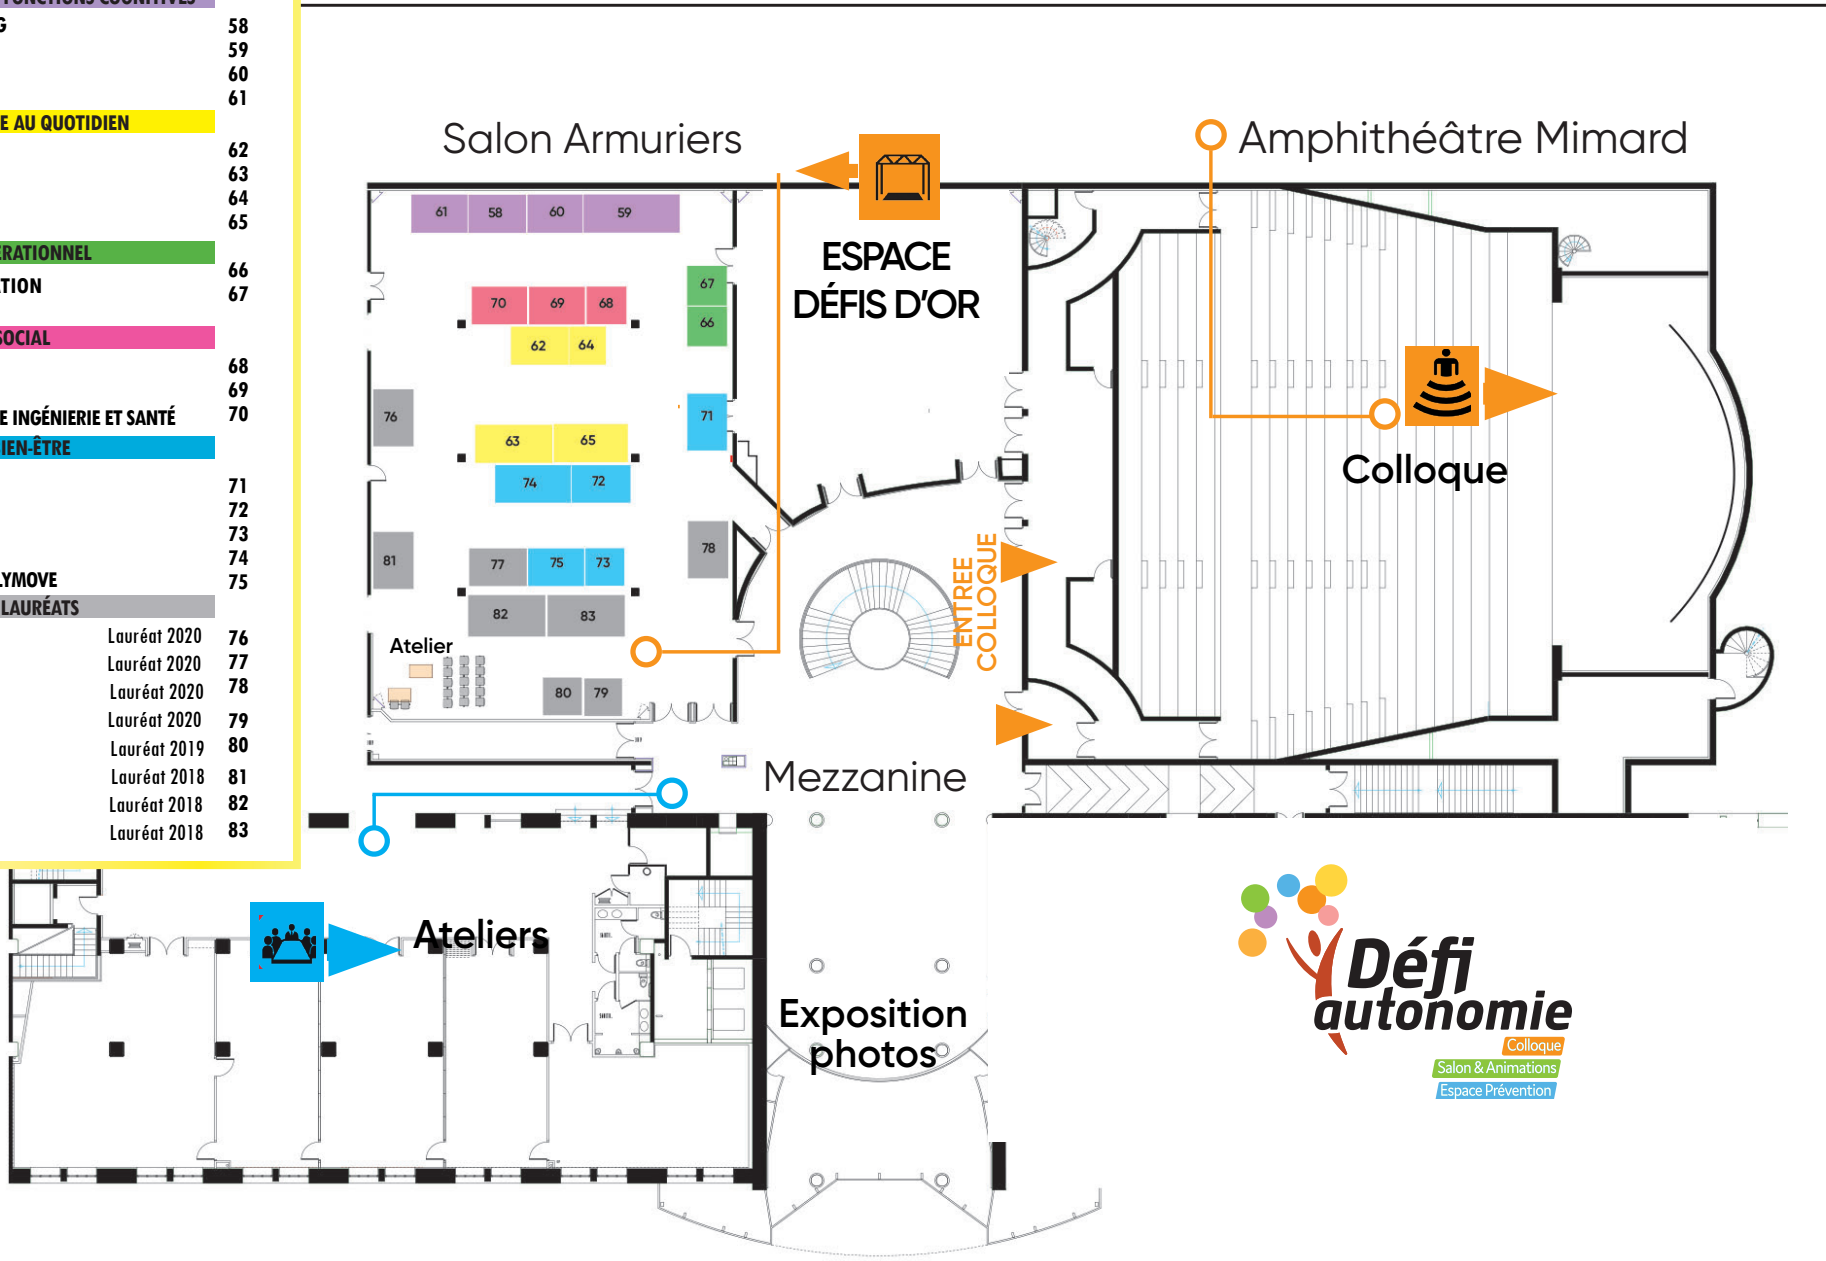 FONCTIONS COGNITIVES
G
58
59
60
61
E AU QUOTIDIEN
62
63
64
65
ÉRATIONNEL
66
TION 67
SOCIAL
68
69
E INGÉNIERIE ET SANTÉ 70
BIEN-ÊTRE
71
72
73
74
LYMOVE 75
LAURÉATS
Lauréat 2020 76
Lauréat 2020 77
Lauréat 2020 78
Lauréat 2020 79
Lauréat 2019 80
Lauréat 2018 81
Lauréat 2018 82
Lauréat 2018 83
Salon Armuriers
Amphithéâtre Mimard
61 58 60 59
ESPACE
DÉFIS D'OR
67
70 69 68
66
62 64
76
71
63 65
74 72
Colloque
78
81
77 75 73
82 83
ENTREE
COLLOQUE
Atelier
80 79
Mezzanine
Ateliers
Exposition
photos
Défi
autonomie
Colloque
Salon & Animations
Espace Prévention